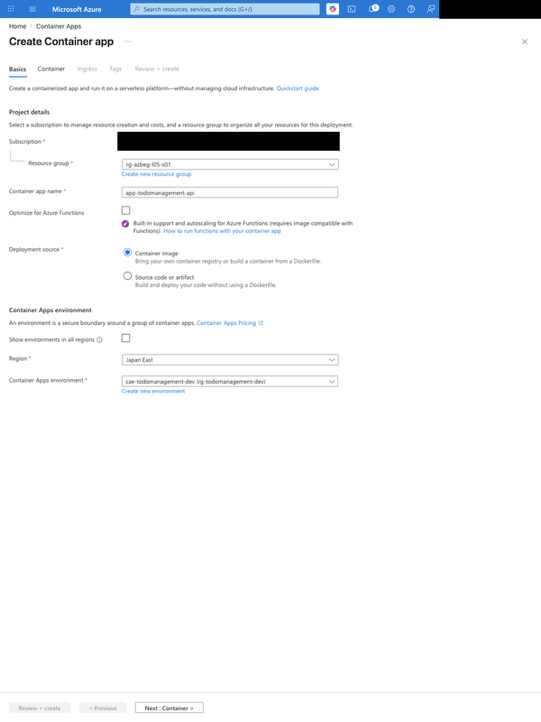 Microsoft Azure
Search resources, services, and docs (G+/)
Home > Container Apps
Create Container app ...
Basics Container Ingress Tags Review + create
Create a containerized app and run it on a serverless platform—without managing cloud infrastructure. Quickstart guide
Project details
Select a subscription to manage resource creation and costs, and a resource group to organize all your resources for this deployment.
Subscription *
Resource group *
rg-azbeg-l05-s01
Create new resource group
Container app name *
app-todomanagement-api
Optimize for Azure Functions
Built-in support and autoscaling for Azure Functions (requires image compatible with
Functions). How to run functions with your container app
Deployment source *
Container image
Bring your own container registry or build a container from a Dockerfile.
Source code or artifact
Build and deploy your code without using a Dockerfile.
Container Apps environment
An environment is a secure boundary around a group of container apps. Container Apps Pricing
Show environments in all regions
Region *
Japan East
Container Apps environment *
cae-todomanagement-dev (rg-todomanagement-dev)
Create new environment
Review + create
< Previous
Next : Container >